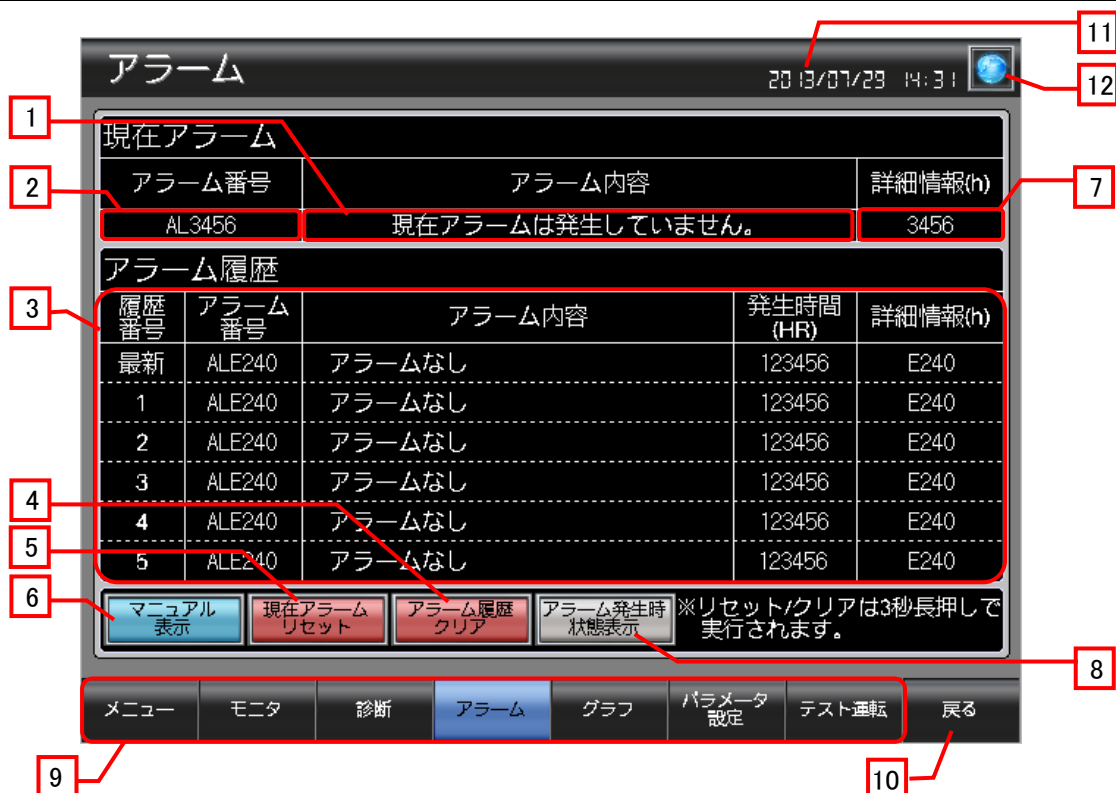 11
アラーム
2013/07/29 14:31
12
1
現在アラーム
2
アラーム番号 アラーム内容 詳細情報(h)
7
AL3456 現在アラームは発生していません。 3456
アラーム履歴
3
履歴番号 アラーム番号 アラーム内容 発生時間(HR) 詳細情報(h)
最新 ALE240 アラームなし 123456 E240
1 ALE240 アラームなし 123456 E240
2 ALE240 アラームなし 123456 E240
3 ALE240 アラームなし 123456 E240
4
4 ALE240 アラームなし 123456 E240
5
5 ALE240 アラームなし 123456 E240
6
マニュアル表示 現在アラームリセット アラーム履歴クリア アラーム発生時状態表示 ※リセット/クリアは3秒長押しで
実行されます。
8
メニュー モニタ 診断 アラーム グラフ パラメータ設定 テスト運転 戻る
9
10